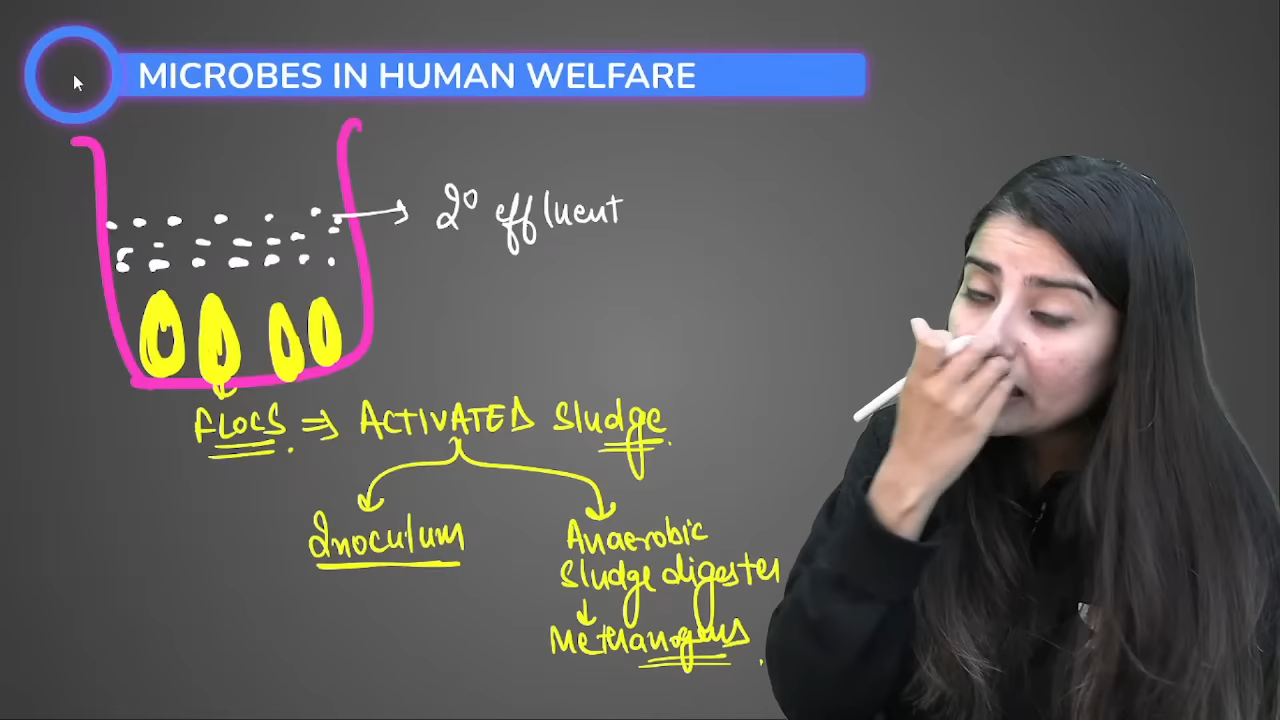 MICROBES IN HUMAN WELFARE
2° effluent
FLOCS ⇒ ACTIVATED Sludge
Inoculum
Anaerobic
Sludge digester
Methanogens